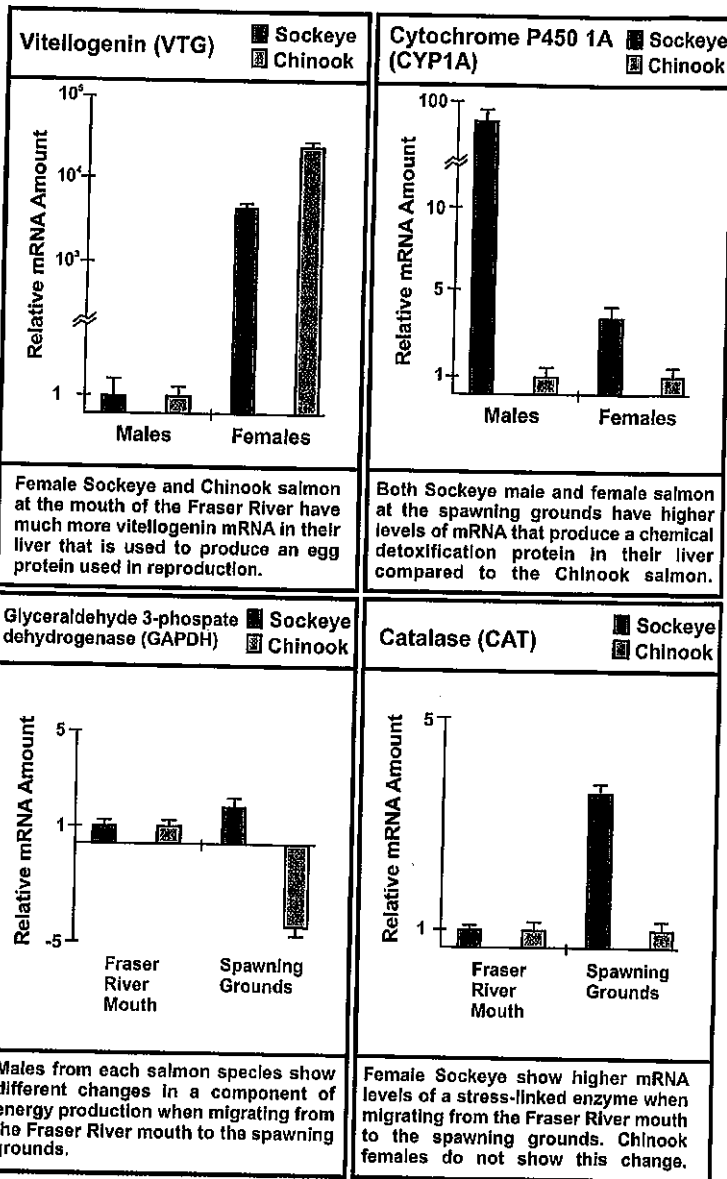 Vitellogenin (VTG)
Sockeye
Chinook
Relative mRNA Amount
10⁵
10⁴
10³
1
Males
Females
Female Sockeye and Chinook salmon
at the mouth of the Fraser River have
much more vitellogenin mRNA in their
liver that is used to produce an egg
protein used in reproduction.
Cytochrome P450 1A
(CYP1A)
Sockeye
Chinook
Relative mRNA Amount
100
10
5
1
Males
Females
Both Sockeye male and female salmon
at the spawning grounds have higher
levels of mRNA that produce a chemical
detoxification protein in their liver
compared to the Chinook salmon.
Glyceraldehyde 3-phospate
dehydrogenase (GAPDH)
Sockeye
Chinook
Relative mRNA Amount
5
1
-5
Fraser
River
Mouth
Spawning
Grounds
Males from each salmon species show
different changes in a component of
energy production when migrating from
the Fraser River mouth to the spawning
grounds.
Catalase (CAT)
Sockeye
Chinook
Relative mRNA Amount
5
1
Fraser
River
Mouth
Spawning
Grounds
Female Sockeye show higher mRNA
levels of a stress-linked enzyme when
migrating from the Fraser River mouth
to the spawning grounds. Chinook
females do not show this change.